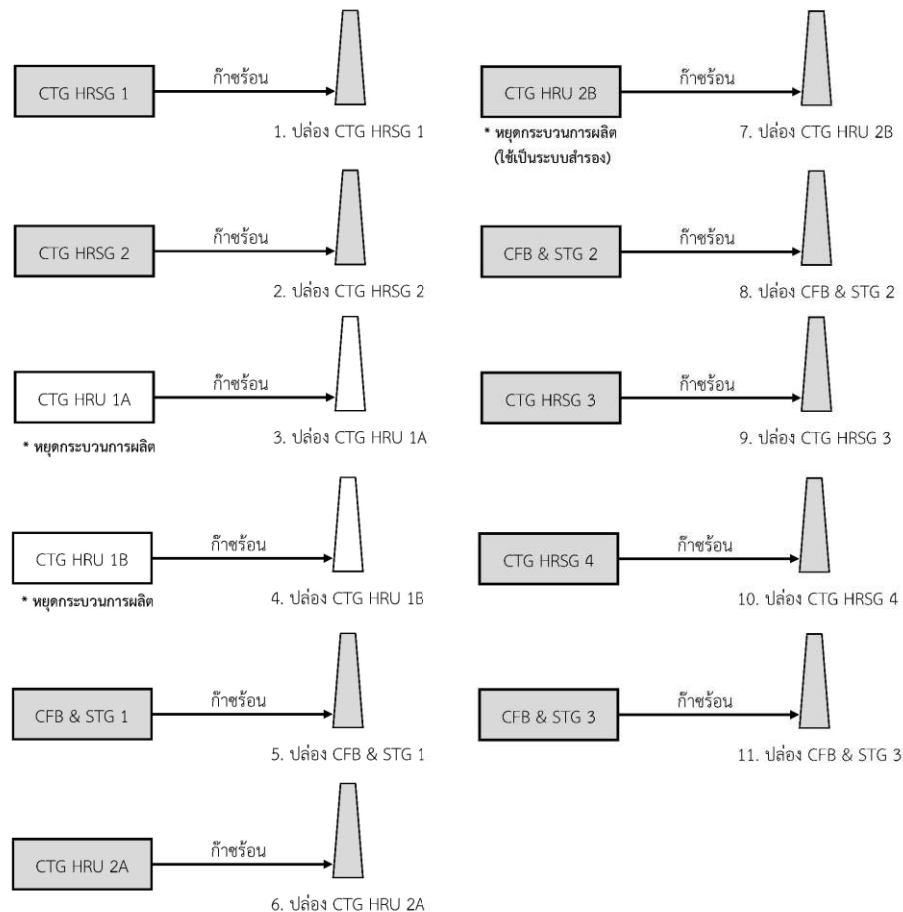 CTG HRSG 1
ก๊าซร้อน
1. ปล่อง CTG HRSG 1
CTG HRSG 2
ก๊าซร้อน
2. ปล่อง CTG HRSG 2
CTG HRU 1A
ก๊าซร้อน
* หยุดกระบวนการผลิต
3. ปล่อง CTG HRU 1A
CTG HRU 1B
ก๊าซร้อน
* หยุดกระบวนการผลิต
4. ปล่อง CTG HRU 1B
CFB & STG 1
ก๊าซร้อน
5. ปล่อง CFB & STG 1
CTG HRU 2A
ก๊าซร้อน
6. ปล่อง CTG HRU 2A
CTG HRU 2B
ก๊าซร้อน
* หยุดกระบวนการผลิต
(ใช้เป็นระบบสำรอง)
7. ปล่อง CTG HRU 2B
CFB & STG 2
ก๊าซร้อน
8. ปล่อง CFB & STG 2
CTG HRSG 3
ก๊าซร้อน
9. ปล่อง CTG HRSG 3
CTG HRSG 4
ก๊าซร้อน
10. ปล่อง CTG HRSG 4
CFB & STG 3
ก๊าซร้อน
11. ปล่อง CFB & STG 3